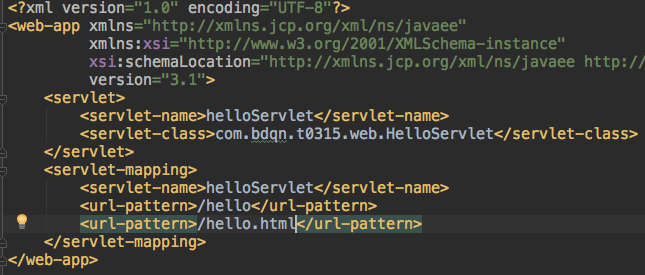 <?xml version="1.0" encoding="UTF-8"?>
<web-app xmlns="http://xmlns.jcp.org/xml/ns/javaee"
         xmlns:xsi="http://www.w3.org/2001/XMLSchema-instance"
         xsi:schemaLocation="http://xmlns.jcp.org/xml/ns/javaee http:/
         version="3.1">
    <servlet>
        <servlet-name>helloServlet</servlet-name>
        <servlet-class>com.bdqn.t0315.web.HelloServlet</servlet-class>
    </servlet>
    <servlet-mapping>
        <servlet-name>helloServlet</servlet-name>
        <url-pattern>/hello</url-pattern>
        <url-pattern>/hello.html</url-pattern>
    </servlet-mapping>
</web-app>